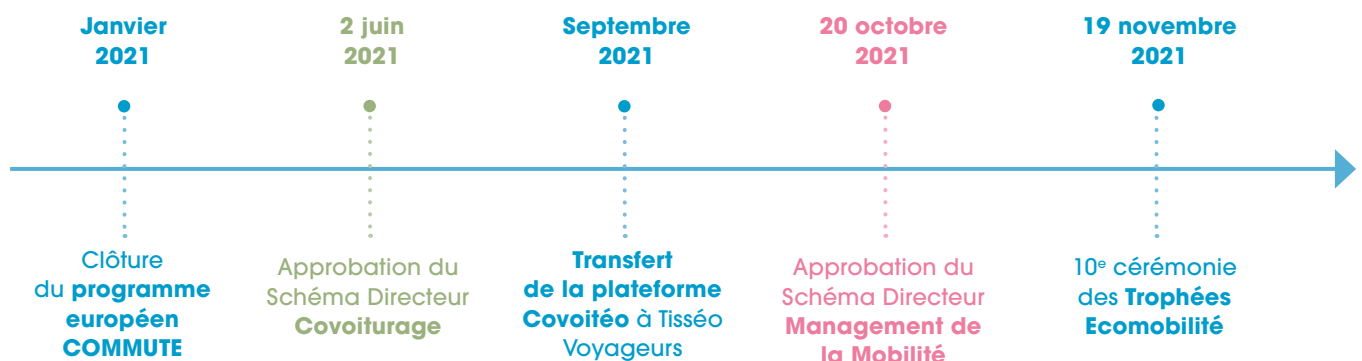 Janvier
2021
2 juin
2021
Septembre
2021
20 octobre
2021
19 novembre
2021
Clôture
du programme
européen
COMMUTE
Approbation du
Schéma Directeur
Covoiturage
Transfert
de la plateforme
Covoitéo à Tisséo
Voyageurs
Approbation du
Schéma Directeur
Management de
la Mobilité
10e cérémonie
des Trophées
Ecomobilité